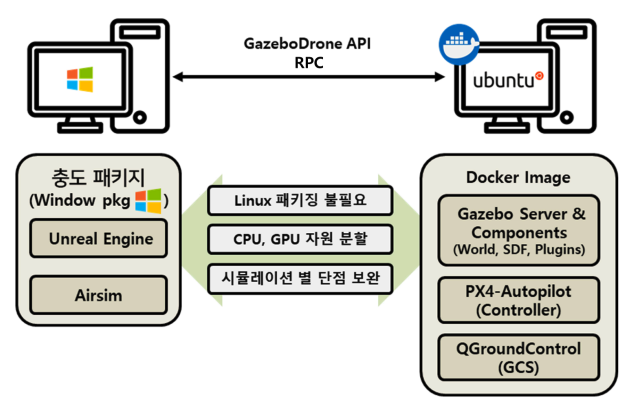 GazeboDrone API
RPC
ubuntu
충도 패키지
(Window pkg )
Unreal Engine
Airsim
Linux 패키징 불필요
CPU, GPU 자원 분할
시뮬레이션 별 단점 보완
Docker Image
Gazebo Server &
Components
(World, SDF, Plugins)
PX4-Autopilot
(Controller)
QGroundControl
(GCS)